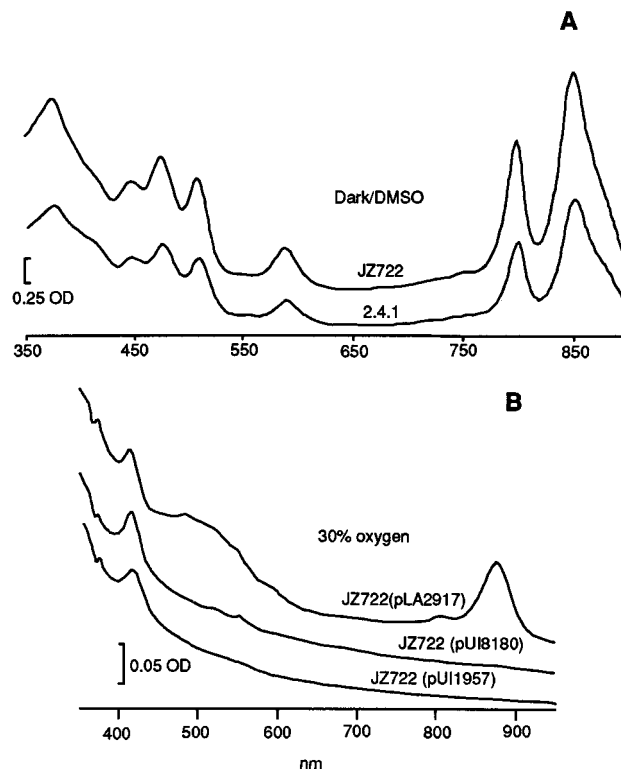 A
Dark/DMSO
JZ722
0.25 OD
2.4.1
350 450 550 650 750 850
B
30% oxygen
JZ722(pLA2917)
JZ722 (pUI8180)
0.05 OD
JZ722 (pUI1957)
400 500 600 700 800 900
nm